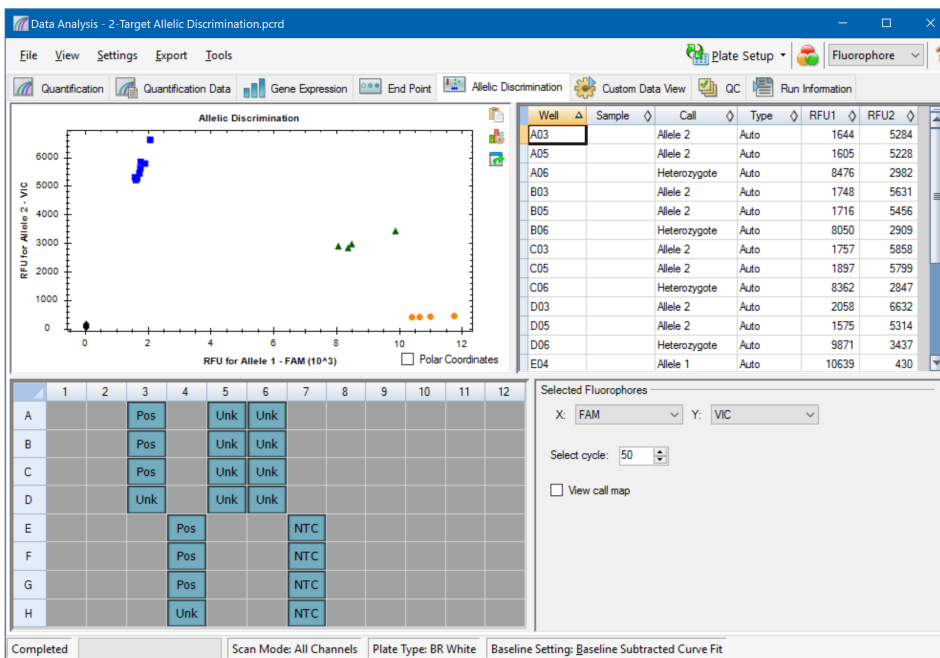 Data Analysis - 2-Target Allelic Discrimination.pcrd
File View Settings Export Tools Plate Setup Fluorophore
Quantification Quantification Data Gene Expression End Point Allelic Discrimination Custom Data View QC Run Information
Allelic Discrimination
RFU for Allele 2 - VIC
6000
5000
4000
3000
2000
1000
0
0 2 4 6 8 10 12
RFU for Allele 1 - FAM (10^3)
Polar Coordinates
Well Sample Call Type RFU1 RFU2
A03 Allele 2 Auto 1644 5284
A05 Allele 2 Auto 1605 5228
A06 Heterozygote Auto 8476 2982
B03 Allele 2 Auto 1748 5631
B05 Allele 2 Auto 1716 5456
B06 Heterozygote Auto 8050 2909
C03 Allele 2 Auto 1757 5858
C05 Allele 2 Auto 1897 5799
C06 Heterozygote Auto 8362 2847
D03 Allele 2 Auto 2058 6632
D05 Allele 2 Auto 1575 5314
D06 Heterozygote Auto 9871 3437
E04 Allele 1 Auto 10639 430
1 2 3 4 5 6 7 8 9 10 11 12
A Pos Unk Unk
B Pos Unk Unk
C Pos Unk Unk
D Unk Unk Unk
E Pos NTC
F Pos NTC
G Pos NTC
H Unk NTC
Selected Fluorophores
X: FAM Y: VIC
Select cycle: 50
View call map
Completed Scan Mode: All Channels Plate Type: BR White Baseline Setting: Baseline Subtracted Curve Fit